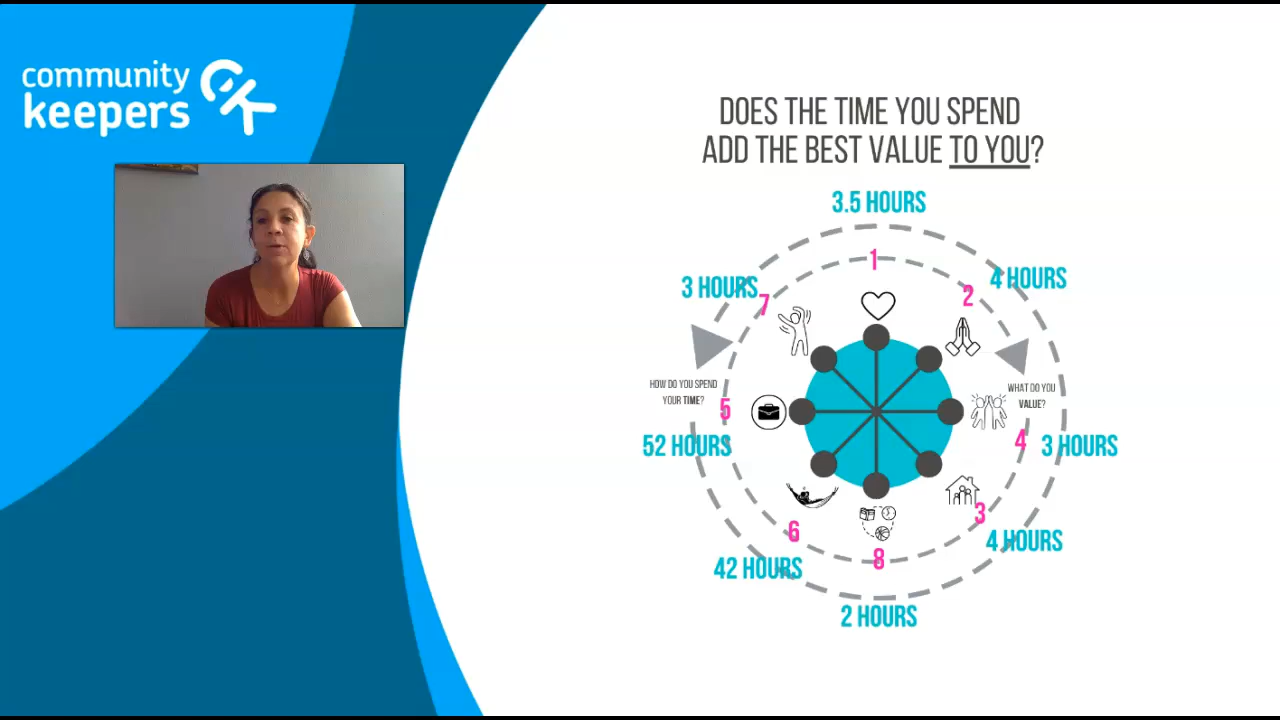 community
keepers
DOES THE TIME YOU SPEND
ADD THE BEST VALUE TO YOU?
3.5 HOURS
1
4 HOURS
2
3 HOURS
7
HOW DO YOU SPEND
YOUR TIME?
WHAT DO YOU
VALUE?
5
52 HOURS
4
3 HOURS
3
4 HOURS
6
42 HOURS
8
2 HOURS